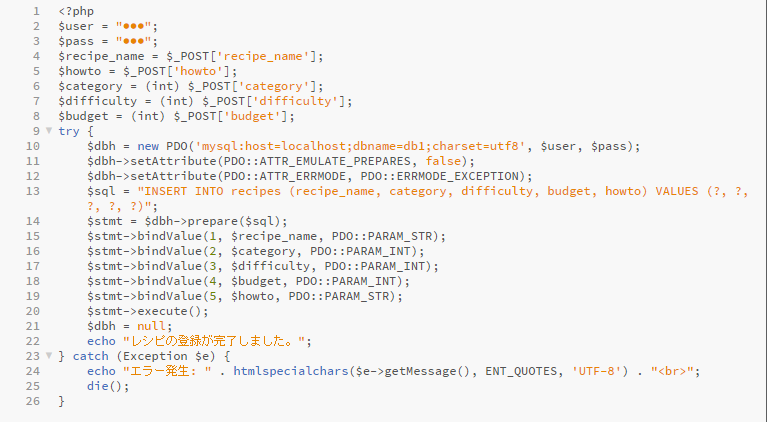 1 <?php
2 $user = "●●●";
3 $pass = "●●●";
4 $recipe_name = $_POST['recipe_name'];
5 $howto = $_POST['howto'];
6 $category = (int) $_POST['category'];
7 $difficulty = (int) $_POST['difficulty'];
8 $budget = (int) $_POST['budget'];
9 try {
10 $dbh = new PDO('mysql:host=localhost;dbname=db1;charset=utf8', $user, $pass);
11 $dbh->setAttribute(PDO::ATTR_EMULATE_PREPARES, false);
12 $dbh->setAttribute(PDO::ATTR_ERRMODE, PDO::ERRMODE_EXCEPTION);
13 $sql = "INSERT INTO recipes (recipe_name, category, difficulty, budget, howto) VALUES (?, ?,
?, ?, ?)";
14 $stmt = $dbh->prepare($sql);
15 $stmt->bindValue(1, $recipe_name, PDO::PARAM_STR);
16 $stmt->bindValue(2, $category, PDO::PARAM_INT);
17 $stmt->bindValue(3, $difficulty, PDO::PARAM_INT);
18 $stmt->bindValue(4, $budget, PDO::PARAM_INT);
19 $stmt->bindValue(5, $howto, PDO::PARAM_STR);
20 $stmt->execute();
21 $dbh = null;
22 echo "レシピの登録が完了しました。";
23 } catch (Exception $e) {
24 echo "エラー発生: " . htmlspecialchars($e->getMessage(), ENT_QUOTES, 'UTF-8') . "<br>";
25 die();
26 }